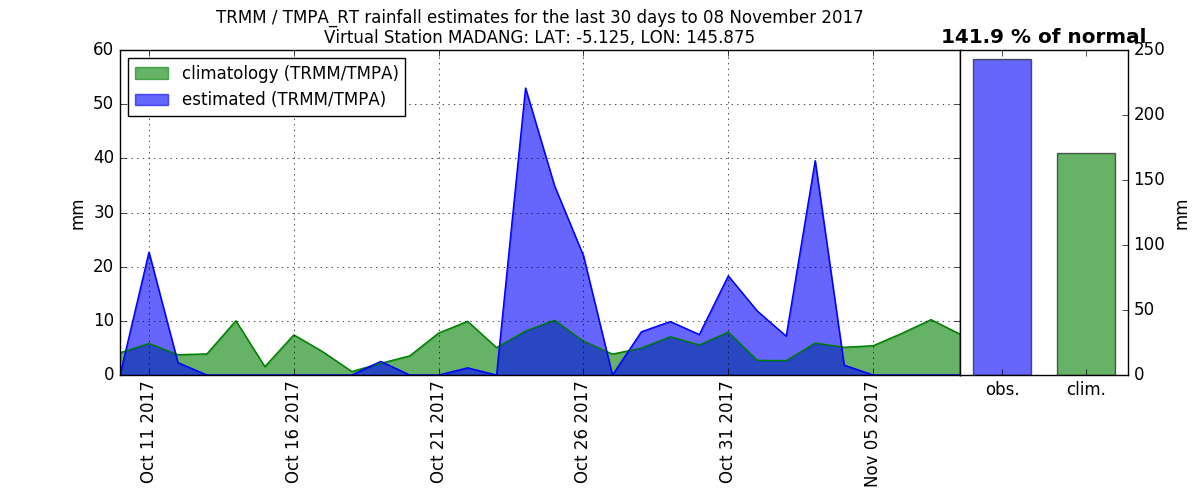 TRMM / TMPA_RT rainfall estimates for the last 30 days to 08 November 2017
Virtual Station MADANG: LAT: -5.125, LON: 145.875
141.9 % of normal
climatology (TRMM/TMPA)
estimated (TRMM/TMPA)
60
50
40
30
20
10
0
mm
Oct 11 2017
Oct 16 2017
Oct 21 2017
Oct 26 2017
Oct 31 2017
Nov 05 2017
obs.
clim.
250
200
150
100
50
0
mm